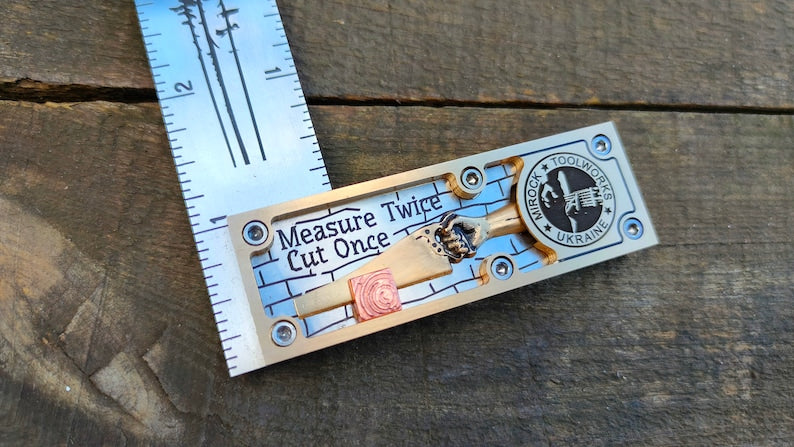 2
1
1
Measure Twice
Cut Once
MIROCK ★ TOOLWORKS ★
UKRAINE